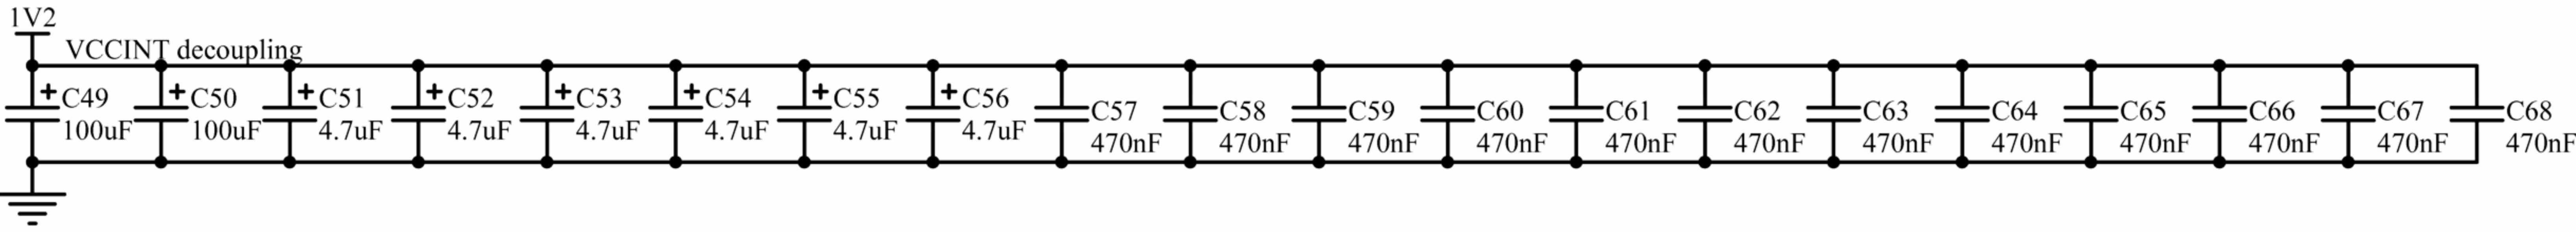 1V2
VCCINT decoupling
+ C49
100uF
+ C50
100uF
+ C51
4.7uF
+ C52
4.7uF
+ C53
4.7uF
+ C54
4.7uF
+ C55
4.7uF
+ C56
4.7uF
C57
470nF
C58
470nF
C59
470nF
C60
470nF
C61
470nF
C62
470nF
C63
470nF
C64
470nF
C65
470nF
C66
470nF
C67
470nF
C68
470nF